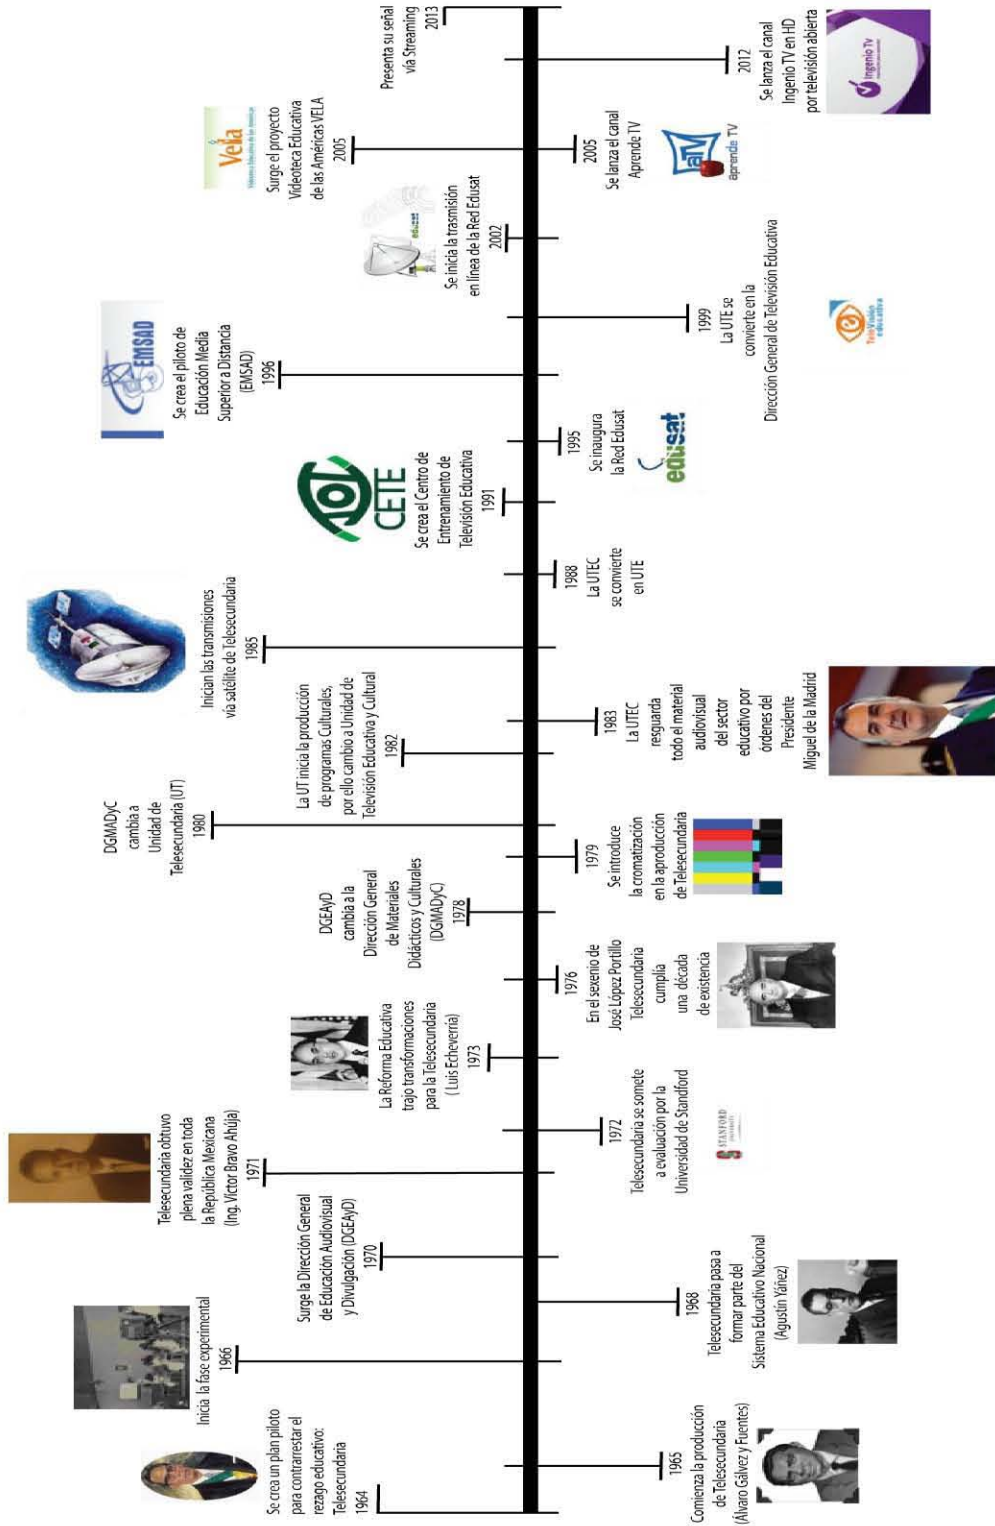 Se crea un plan piloto
para contrarrestar el
rezago educativo:
Telesecundaria
1964
1965
Comienza la producción
de Telesecundaria
(Álvaro Gálvez y Fuentes)
Inicia la fase experimental
1966
1968
Telesecundaria pasa a
formar parte del
Sistema Educativo Nacional
(Agustín Yáñez)
Surge la Dirección General
de Educación Audiovisual
y Divulgación (DGEAyD)
1970
Telesecundaria obtuvo
plena validez en toda
la República Mexicana
(Ing. Víctor Bravo Ahúja)
1971
1972
Telesecundaria se somete
a evaluación por la
Universidad de Standford
STANFORD
UNIVERSITY
La Reforma Educativa
trajo transformaciones
para la Telesecundaria
( Luis Echeverría)
1973
1976
En el sexenio de
José López Portillo
Telesecundaria
cumplía
una década
de existencia
DGEAyD
cambia a la
Dirección General
de Materiales
Didácticos y Culturales
(DGMADyC)
1978
1979
Se introduce
la cromatización
en la aproducción
de Telesecundaria
DGMADyC
cambia a
Unidad de
Telesecundaria (UT)
1980
La UT inicia la producción
de programas Culturales,
por ello cambio a Unidad de
Televisión Educativa y Cultural
1982
1983
La UTEC
resguarda
todo el material
audiovisual
del sector
educativo por
órdenes del
Presidente
Miguel de la Madrid
Inician las transmisiones
vía satélite de Telesecundaria
1985
1988
La UTEC
se convierte
en UTE
CETE
Se crea el Centro de
Entrenamiento de
Televisión Educativa
1991
1995
Se inaugura
la Red Edusat
edusat
EMSAD
Se crea el piloto de
Educación Media
Superior a Distancia
(EMSAD)
1996
1999
La UTE se
convierte en la
Dirección General de Televisión Educativa
TeleVisión
educativa
edusat
Se inicia la trasmisión
en línea de la Red Edusat
2002
Vela
Videoteca Educativa de las Américas
Surge el proyecto
Videoteca Educativa
de las Américas VELA
2005
2005
Se lanza el canal
Aprende TV
aTV
aprende TV
2012
Se lanza el canal
Ingenio TV en HD
por televisión abierta
Ingenio Tv
Presenta su señal
vía Streaming
2013